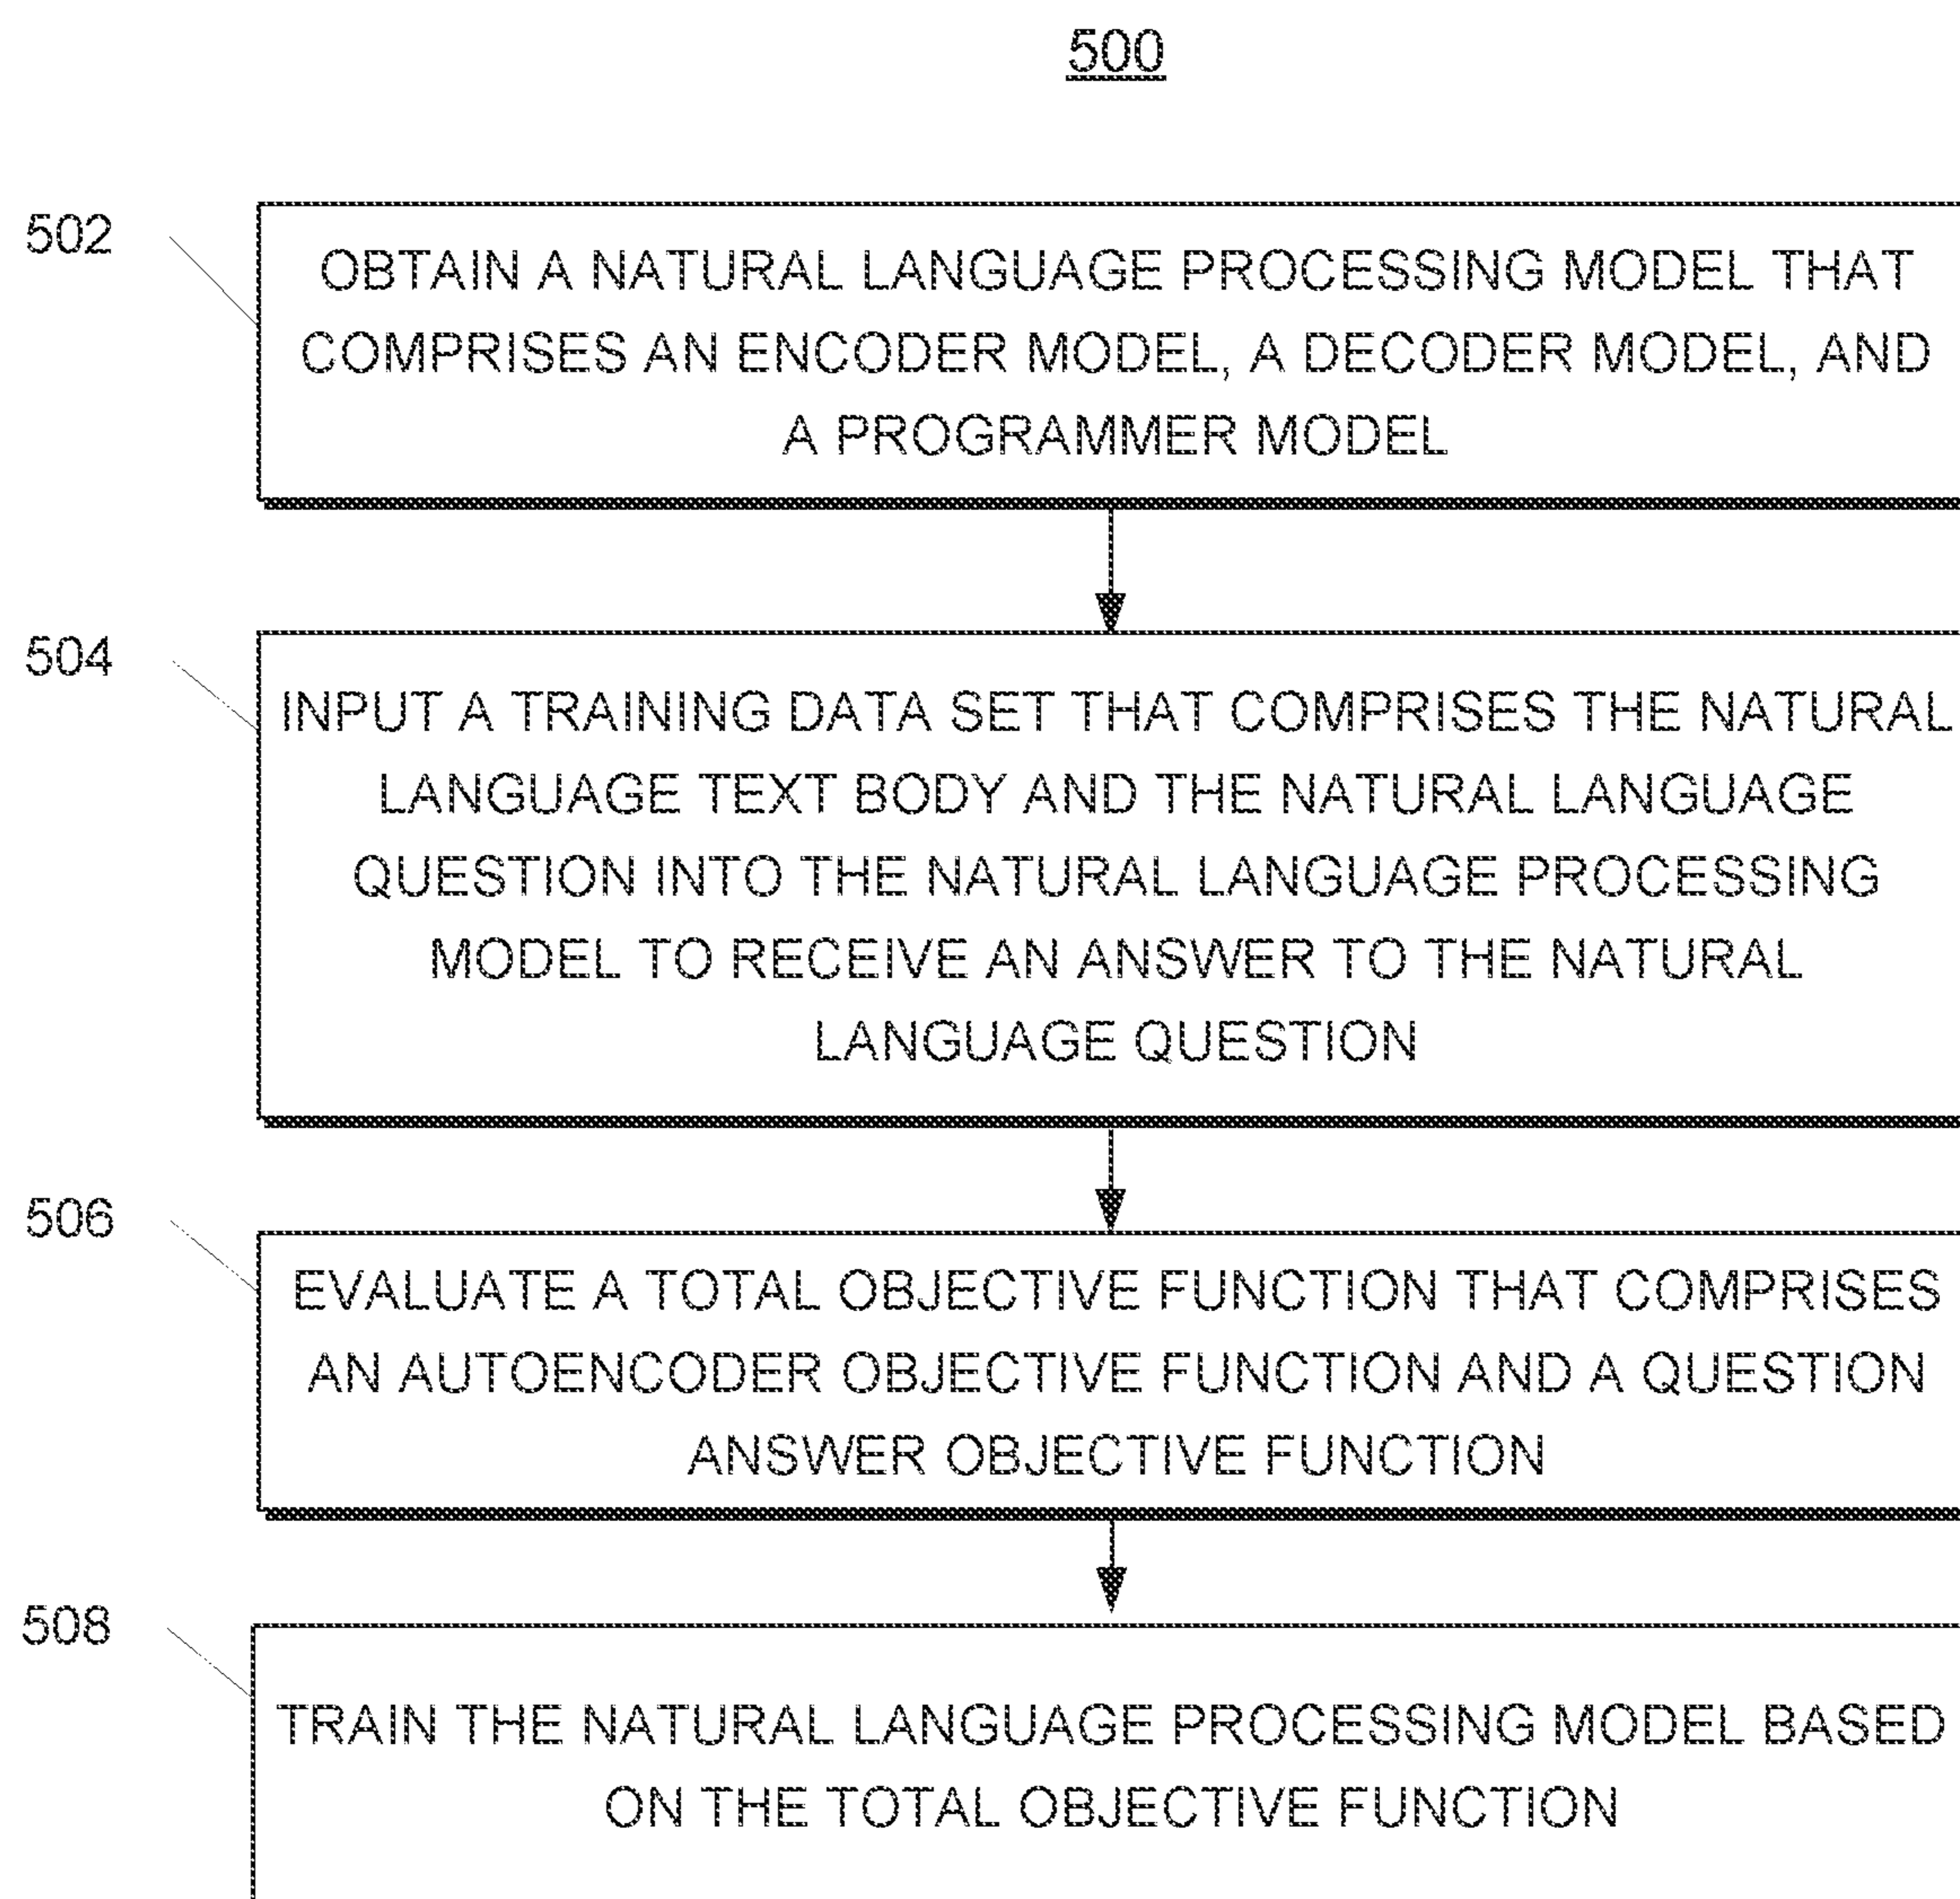 500
502
OBTAIN A NATURAL LANGUAGE PROCESSING MODEL THAT
COMPRISES AN ENCODER MODEL, A DECODER MODEL, AND
A PROGRAMMER MODEL
504
INPUT A TRAINING DATA SET THAT COMPRISES THE NATURAL
LANGUAGE TEXT BODY AND THE NATURAL LANGUAGE
QUESTION INTO THE NATURAL LANGUAGE PROCESSING
MODEL TO RECEIVE AN ANSWER TO THE NATURAL
LANGUAGE QUESTION
506
EVALUATE A TOTAL OBJECTIVE FUNCTION THAT COMPRISES
AN AUTOENCODER OBJECTIVE FUNCTION AND A QUESTION
ANSWER OBJECTIVE FUNCTION
508
TRAIN THE NATURAL LANGUAGE PROCESSING MODEL BASED
ON THE TOTAL OBJECTIVE FUNCTION